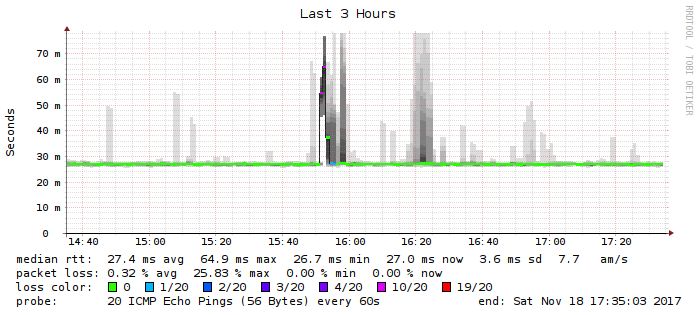 Last 3 Hours
RRDTOOL / TOBI OETIKER
Seconds
70 m
60 m
50 m
40 m
30 m
20 m
10 m
0
14:40 15:00 15:20 15:40 16:00 16:20 16:40 17:00 17:20
median rtt: 27.4 ms avg 64.9 ms max 26.7 ms min 27.0 ms now 3.6 ms sd 7.7 am/s
packet loss: 0.32 % avg 25.83 % max 0.00 % min 0.00 % now
loss color: 0 1/20 2/20 3/20 4/20 10/20 19/20
probe: 20 ICMP Echo Pings (56 Bytes) every 60s end: Sat Nov 18 17:35:03 2017